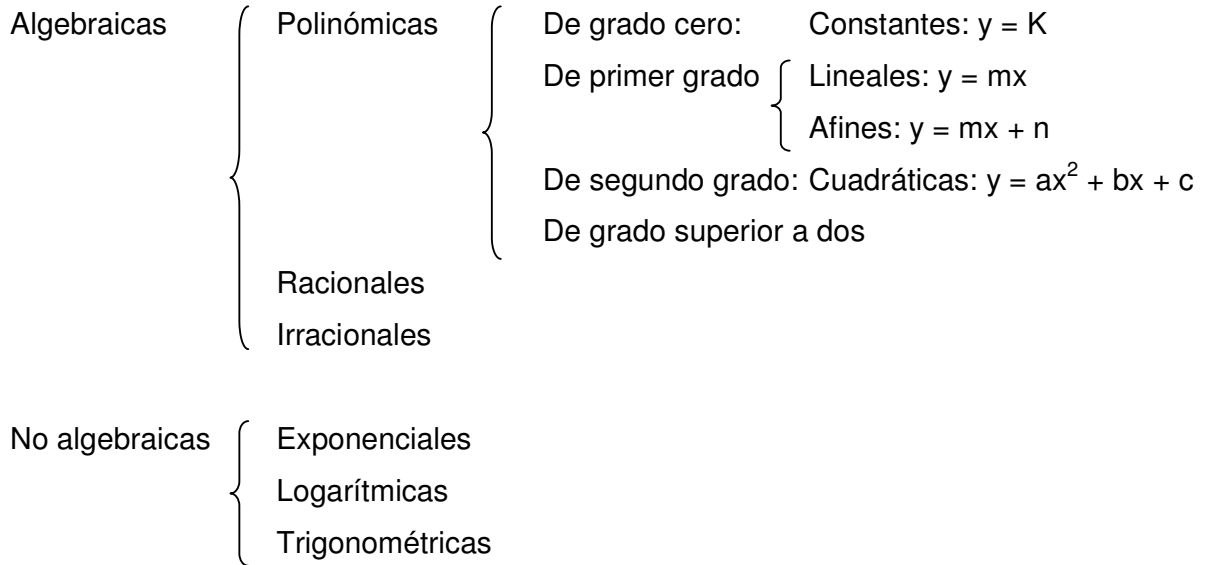 Algebraicas Polinómicas De grado cero: Constantes: y = K
De primer grado Lineales: y = mx
Afines: y = mx + n
De segundo grado: Cuadráticas: y = ax² + bx + c
De grado superior a dos
Racionales
Irracionales
No algebraicas Exponenciales
Logarítmicas
Trigonométricas